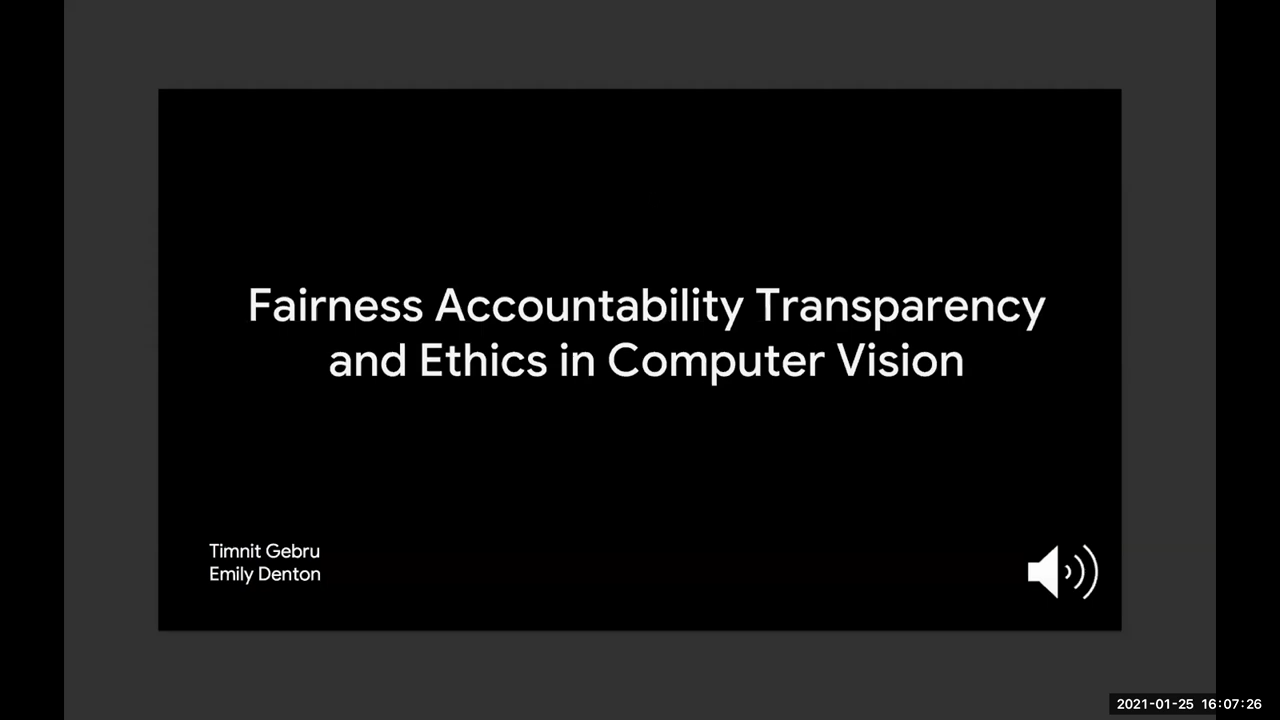 Fairness Accountability Transparency
and Ethics in Computer Vision
Timnit Gebru
Emily Denton
2021-01-25 16:07:26